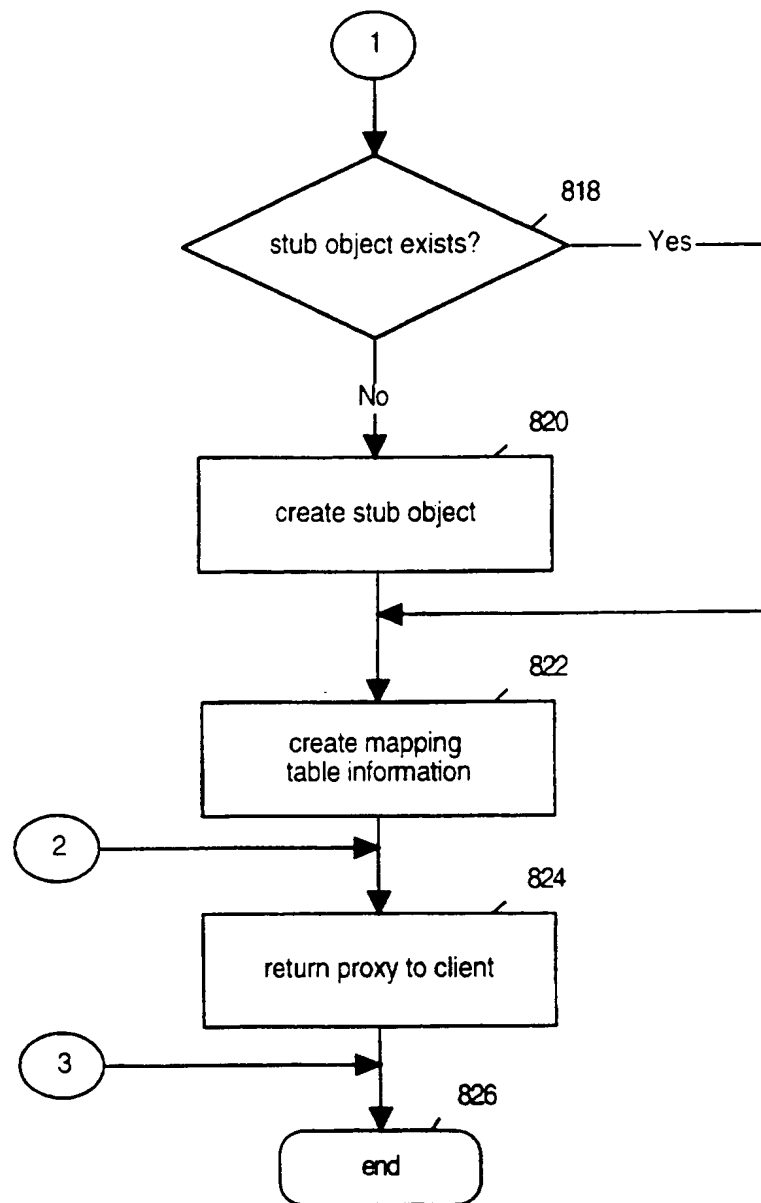 1
818
stub object exists?
Yes
No
820
create stub object
822
create mapping
table information
2
824
return proxy to client
3
826
end